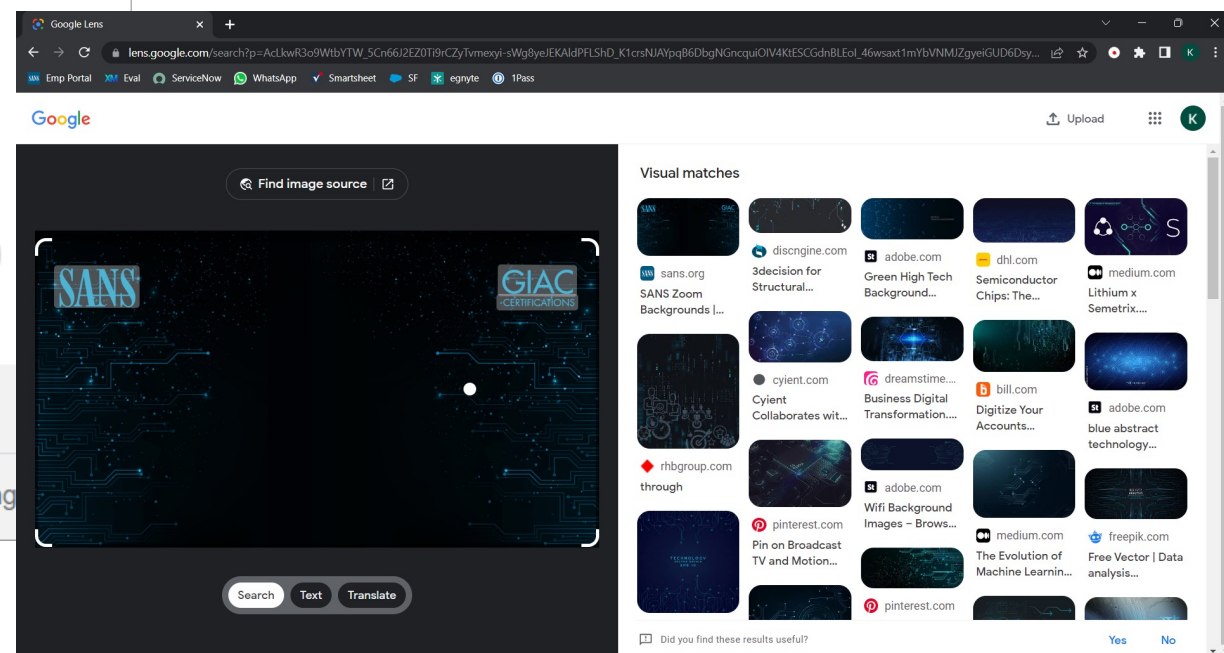 Google Lens
lens.google.com/search?p=AcLkwR3o9WtbYTW_5Cn66J2EZ0Ti9rCZyTvmexyi-sWg8yeJEKAldPFLShD_K1crsNJAYpqB6DbgNGncquiOIV4KtESCGdnBLEoI_46wsaxt1mYbVNMJZgyeiGUD6Dsy...
Emp Portal XM Eval ServiceNow WhatsApp Smartsheet SF egnyte 1Pass
Google
Upload
K
Find image source
SANS
GIAC
CERTIFICATIONS
Search Text Translate
Visual matches
sans.org
SANS Zoom
Backgrounds |...
rhbgroup.com
through
TECHNOLOGY
discngine.com
3decision for
Structural...
cyient.com
Cyient
Collaborates wit...
pinterest.com
Pin on Broadcast
TV and Motion...
adobe.com
Green High Tech
Background...
dreamstime....
Business Digital
Transformation....
adobe.com
Wifi Background
Images – Brows...
pinterest.com
dhl.com
Semiconductor
Chips: The...
bill.com
Digitize Your
Accounts...
medium.com
The Evolution of
Machine Learnin...
S
medium.com
Lithium x
Semetrix....
adobe.com
blue abstract
technology...
freepik.com
Free Vector | Data
analysis...
Did you find these results useful?
Yes No